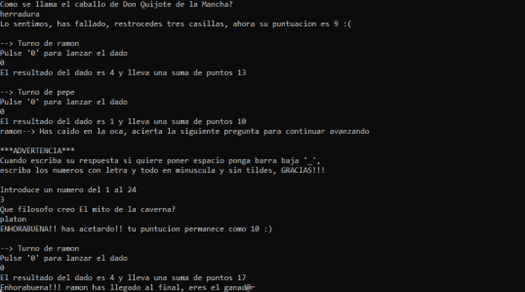 Como se llama el caballo de Don Quijote de la Mancha?
herradura
Lo sentimos, has fallado, restrocedes tres casillas, ahora su puntuacion es 9 :(
--> Turno de ramon
Pulse '0' para lanzar el dado
0
El resultado del dado es 4 y lleva una suma de puntos 13
--> Turno de pepe
Pulse '0' para lanzar el dado
0
El resultado del dado es 1 y lleva una suma de puntos 10
ramon--> Has caido en la oca, acierta la siguiente pregunta para continuar avanzando
***ADVERTENCIA***
Cuando escriba su respuesta si quiere poner espacio ponga barra baja '_',
escriba los numeros con letra y todo en minuscula y sin tildes, GRACIAS!!!
Introduce un numero del 1 al 24
3
Que filosofo creo El mito de la caverna?
platon
ENHORABUENA!! has acetardo!! tu puntucion permanece como 10 :)
--> Turno de ramon
Pulse '0' para lanzar el dado
0
El resultado del dado es 4 y lleva una suma de puntos 17
Enhorabuena!!! ramon has llegado al final, eres el ganad@r